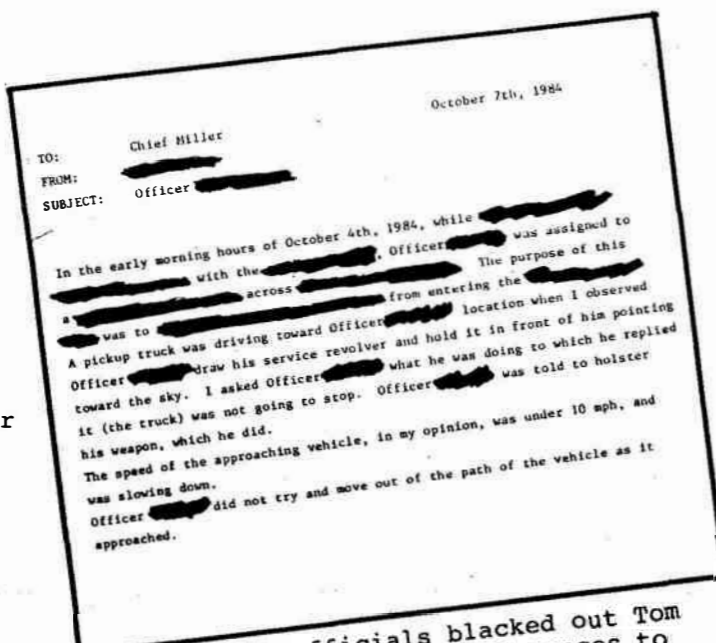 October 7th, 1984
TO: Chief Miller
FROM:
SUBJECT: Officer
In the early morning hours of October 4th, 1984, while
with the , Officer was assigned to
a across The purpose of this
was to from entering the
A pickup truck was driving toward Officer location when I observed
Officer draw his service revolver and hold it in front of him pointing
toward the sky. I asked Officer what he was doing to which he replied
it (the truck) was not going to stop. Officer was told to holster
his weapon, which he did.
The speed of the approaching vehicle, in my opinion, was under 10 mph, and
was slowing down.
Officer did not try and move out of the path of the vehicle as it
approached.
r
blacked out Tom
to